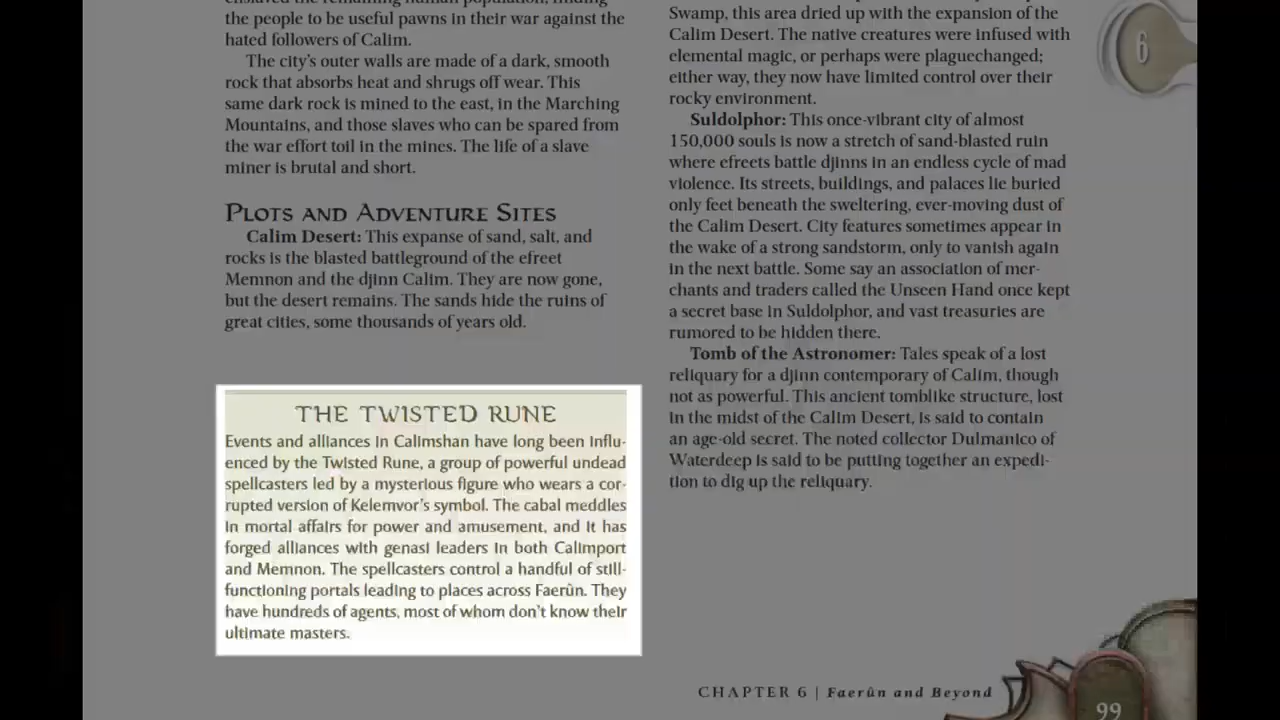 enslaved the remaining human population, finding
the people to be useful pawns in their war against the
hated followers of Calim.
The city's outer walls are made of a dark, smooth
rock that absorbs heat and shrugs off wear. This
same dark rock is mined to the east, in the Marching
Mountains, and those slaves who can be spared from
the war effort toil in the mines. The life of a slave
miner is brutal and short.
PLOTS AND ADVENTURE SITES
Calim Desert: This expanse of sand, salt, and
rocks is the blasted battleground of the efreet
Memnon and the djinn Calim. They are now gone,
but the desert remains. The sands hide the ruins of
great cities, some thousands of years old.
THE TWISTED RUNE
Events and alliances in Calimshan have long been influ-
enced by the Twisted Rune, a group of powerful undead
spellcasters led by a mysterious figure who wears a cor-
rupted version of Kelemvor's symbol. The cabal meddles
in mortal affairs for power and amusement, and it has
forged alliances with genasi leaders in both Calimport
and Memnon. The spellcasters control a handful of still-
functioning portals leading to places across Faerûn. They
have hundreds of agents, most of whom don't know their
ultimate masters.
Swamp, this area dried up with the expansion of the
Calim Desert. The native creatures were infused with
elemental magic, or perhaps were plaguechanged;
either way, they now have limited control over their
rocky environment.
Suldolphor: This once-vibrant city of almost
150,000 souls is now a stretch of sand-blasted ruin
where efreets battle djinns in an endless cycle of mad
violence. Its streets, buildings, and palaces lie buried
only feet beneath the sweltering, ever-moving dust of
the Calim Desert. City features sometimes appear in
the wake of a strong sandstorm, only to vanish again
in the next battle. Some say an association of mer-
chants and traders called the Unseen Hand once kept
a secret base in Suldolphor, and vast treasuries are
rumored to be hidden there.
Tomb of the Astronomer: Tales speak of a lost
reliquary for a djinn contemporary of Calim, though
not as powerful. This ancient tomblike structure, lost
in the midst of the Calim Desert, is said to contain
an age-old secret. The noted collector Dulmanico of
Waterdeep is said to be putting together an expedi-
tion to dig up the reliquary.
6
CHAPTER 6 | Faerûn and Beyond
99